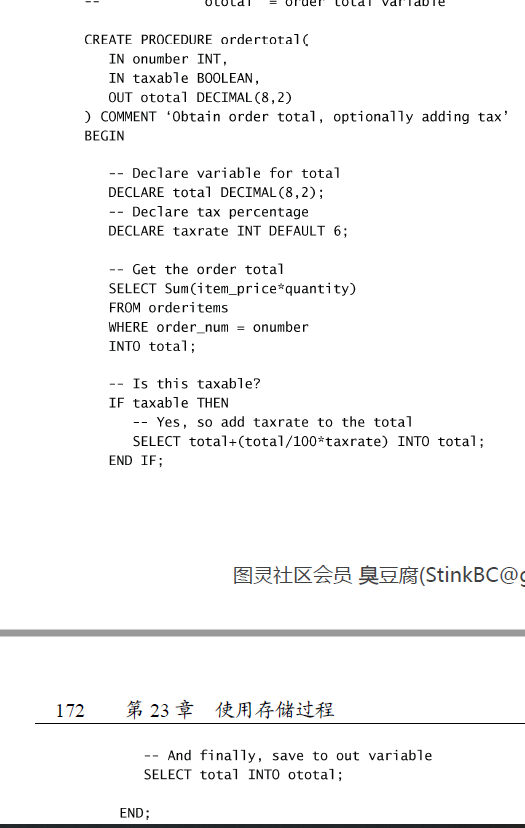 -- ototal = order total variable
CREATE PROCEDURE ordertotal(
IN onumber INT,
IN taxable BOOLEAN,
OUT ototal DECIMAL(8,2)
) COMMENT ‘Obtain order total, optionally adding tax’
BEGIN
-- Declare variable for total
DECLARE total DECIMAL(8,2);
-- Declare tax percentage
DECLARE taxrate INT DEFAULT 6;
-- Get the order total
SELECT Sum(item_price*quantity)
FROM orderitems
WHERE order_num = onumber
INTO total;
-- Is this taxable?
IF taxable THEN
-- Yes, so add taxrate to the total
SELECT total+(total/100*taxrate) INTO total;
END IF;
图灵社区会员 臭豆腐(StinkBC@g
172 第 23 章 使用存储过程
-- And finally, save to out variable
SELECT total INTO ototal;
END;